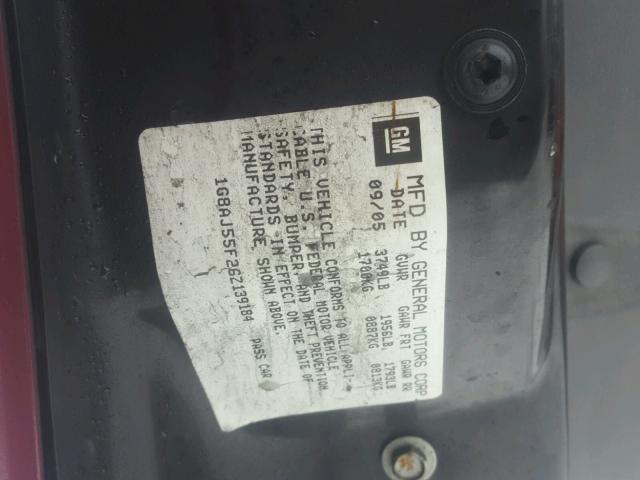 GM
MFD BY GENERAL MOTORS CORP
DATE GVWR GAWR FRT GAWR RR
09/05 3749LB 1956LB 1793LB
1700KG 0887KG 0813KG
THIS VEHICLE CONFORMS TO ALL APPLI-
CABLE U.S. FEDERAL MOTOR VEHICLE
SAFETY, BUMPER, AND THEFT PREVENTION
STANDARDS IN EFFECT ON THE DATE OF
MANUFACTURE SHOWN ABOVE.
1G8AJ55F26Z139184 PASS CAR